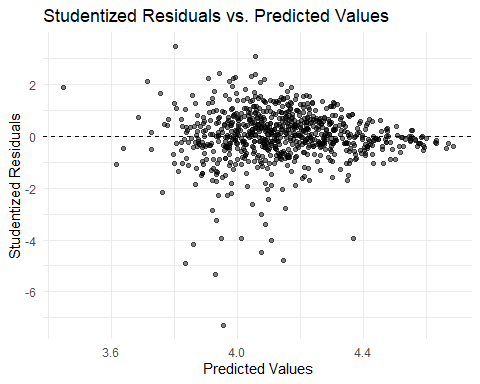 Studentized Residuals vs. Predicted Values
Studentized Residuals
2
0
-2
-4
-6
3.6
4.0
4.4
Predicted Values